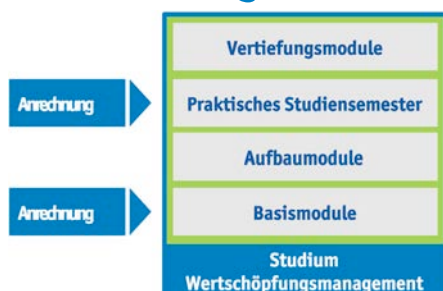 Vertiefungsmodule
Anrechnung
Praktisches Studiensemester
Aufbaumodule
Anrechnung
Basismodule
Studium
Wertschöpfungsmanagement